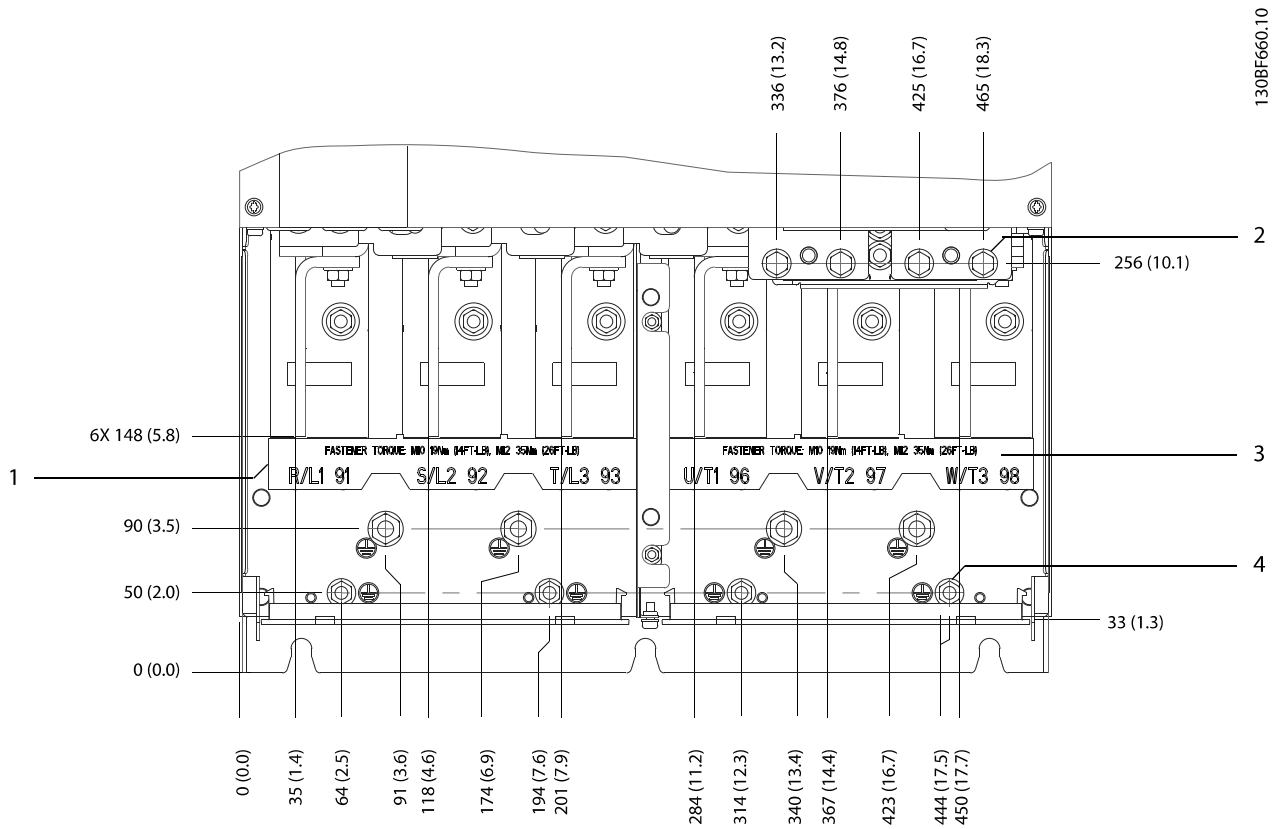 130BF660.10
336 (13.2)
376 (14.8)
425 (16.7)
465 (18.3)
2
256 (10.1)
6X 148 (5.8)
FASTENER TORQUE: M10 19Nm (14FT-LB), M12 35Nm (26FT-LB)
FASTENER TORQUE: M10 19Nm (14FT-LB), M12 35Nm (26FT-LB)
3
1
R/L1 91
S/L2 92
T/L3 93
U/T1 96
V/T2 97
W/T3 98
90 (3.5)
4
50 (2.0)
33 (1.3)
0 (0.0)
0 (0.0)
35 (1.4)
64 (2.5)
91 (3.6)
118 (4.6)
174 (6.9)
194 (7.6)
201 (7.9)
284 (11.2)
314 (12.3)
340 (13.4)
367 (14.4)
423 (16.7)
444 (17.5)
450 (17.7)